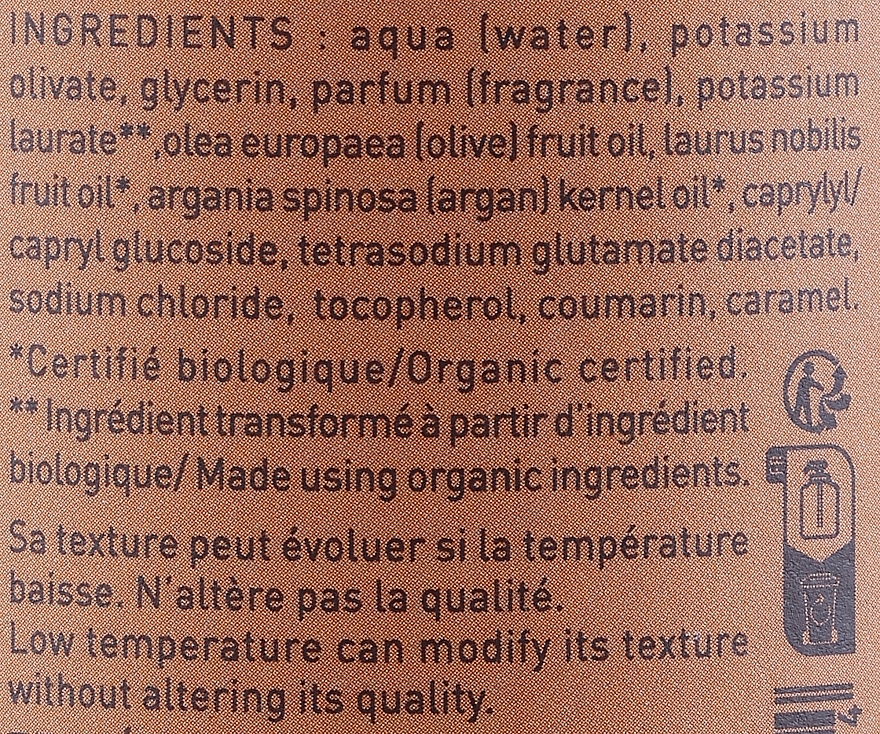 INGREDIENTS : aqua (water), potassium
olivate, glycerin, parfum (fragrance), potassium
laurate**,olea europaea (olive) fruit oil, laurus nobilis
fruit oil*, argania spinosa (argan) kernel oil*, caprylyl/
capryl glucoside, tetrasodium glutamate diacetate,
sodium chloride, tocopherol, coumarin, caramel.
*Certifié biologique/Organic certified.
** Ingrédient transformé à partir d'ingrédient
biologique/ Made using organic ingredients.
Sa texture peut évoluer si la température
baisse. N'altère pas la qualité.
Low temperature can modify its texture
without altering its quality.